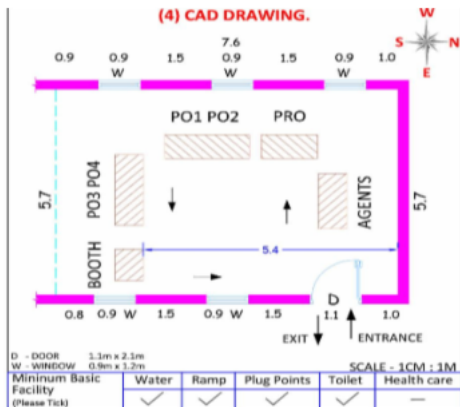 (4) CAD DRAWING.
W
S N
E
7.6
0.9 0.9 1.5 0.9 1.5 0.9 1.0
W W W
PO1 PO2 PRO
PO3 PO4
AGENTS
5.7
5.7
5.4
BOOTH
D
0.8 0.9 W 1.5 0.9 W 1.5 1.1 1.0
EXIT ENTRANCE
D - DOOR 1.1m x 2.1m
W - WINDOW 0.9m x 1.2m
SCALE - 1CM : 1M
Mininum Basic Facility (Please Tick) Water Ramp Plug Points Toilet Health care
✓ ✓ ✓ ✓ —